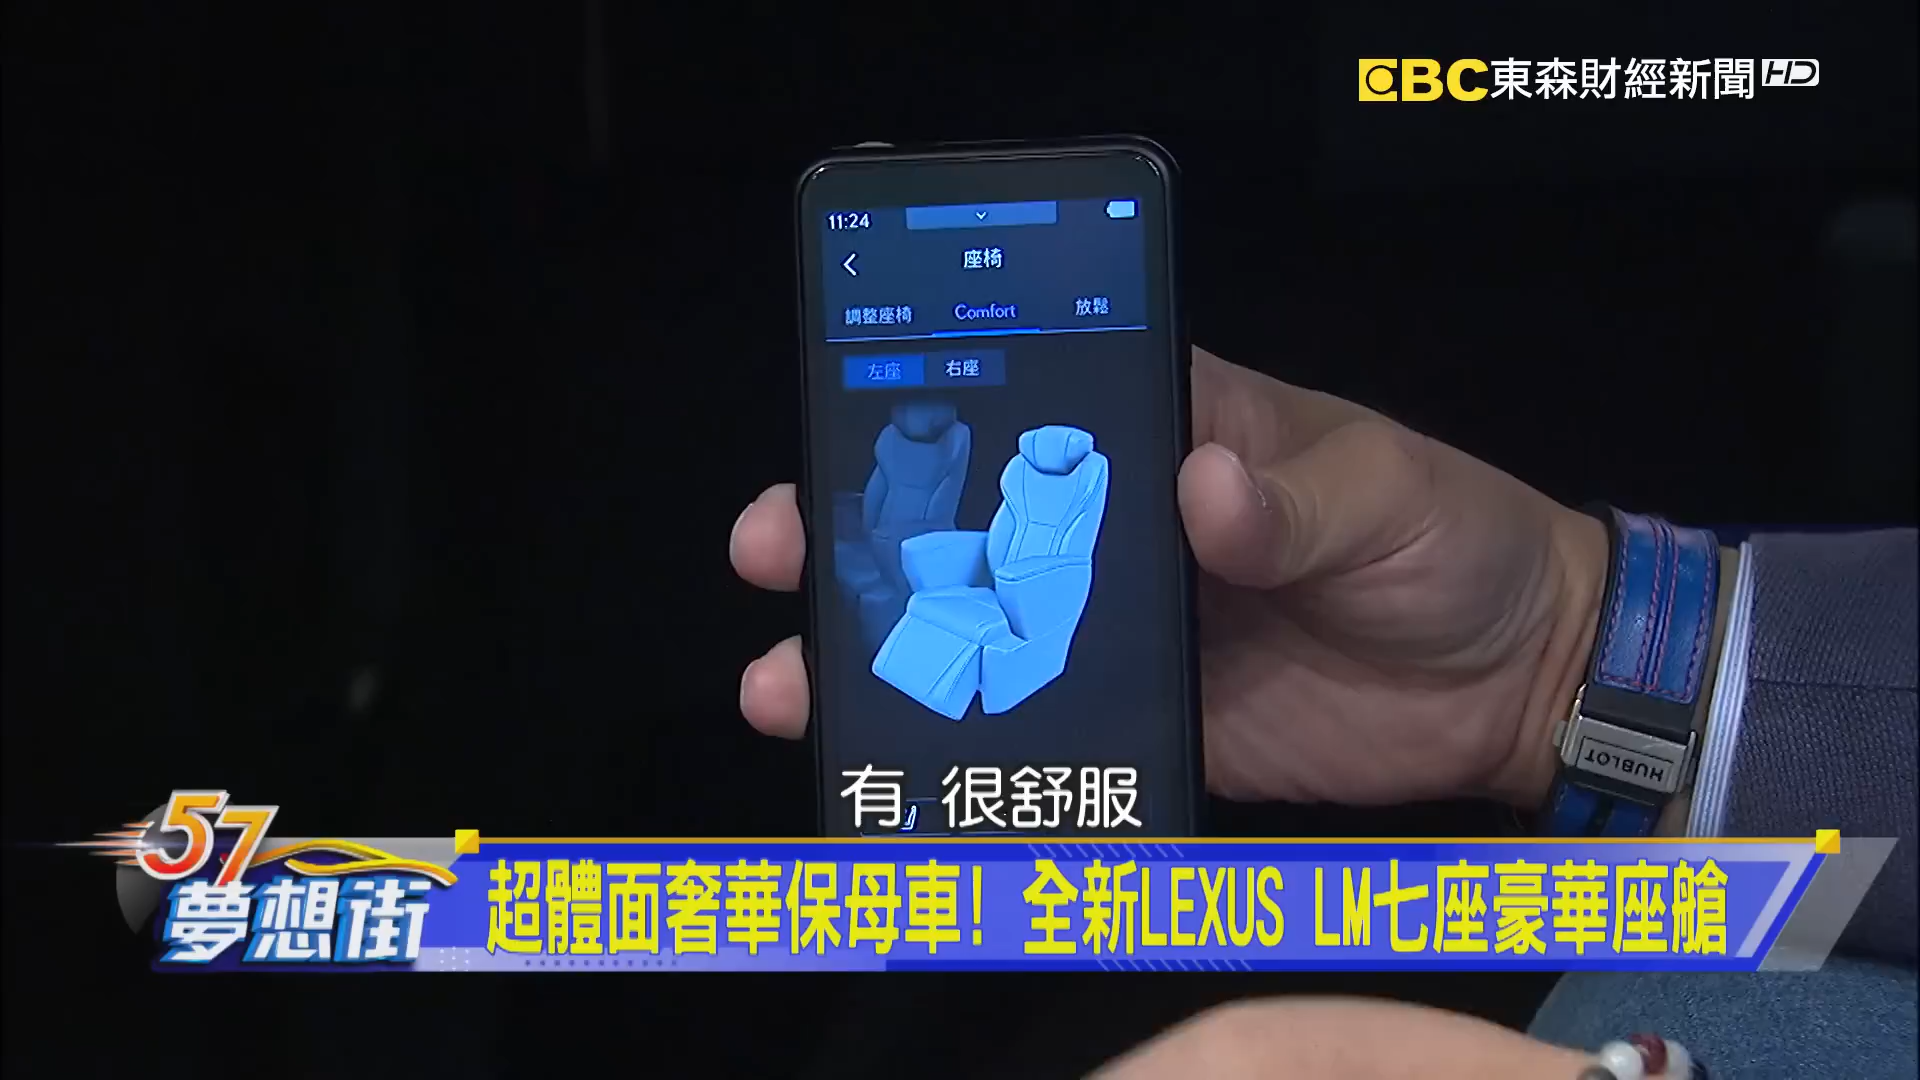 EBC東森財經新聞HD
11:24
座椅
調整座椅 Comfort 放鬆
左座 右座
HUBLOT
有 很舒服
57夢想街
超體面奢華保母車! 全新LEXUS LM七座豪華座艙